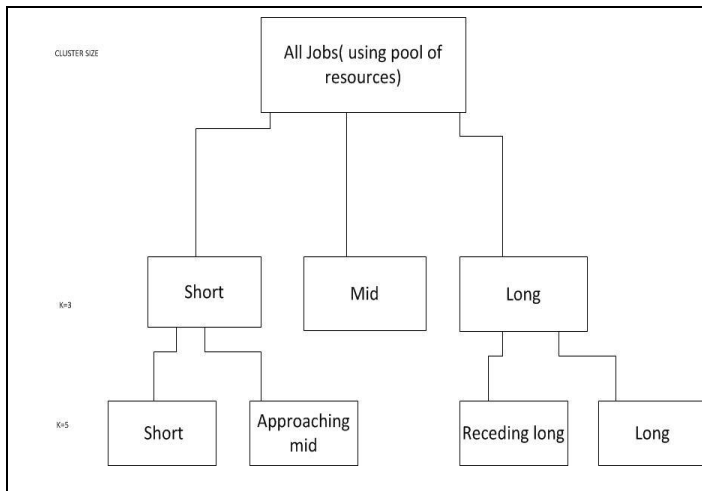 CLUSTER SIZE
All Jobs( using pool of
resources)
K=3
Short
Mid
Long
K=5
Short
Approaching
mid
Receding long
Long